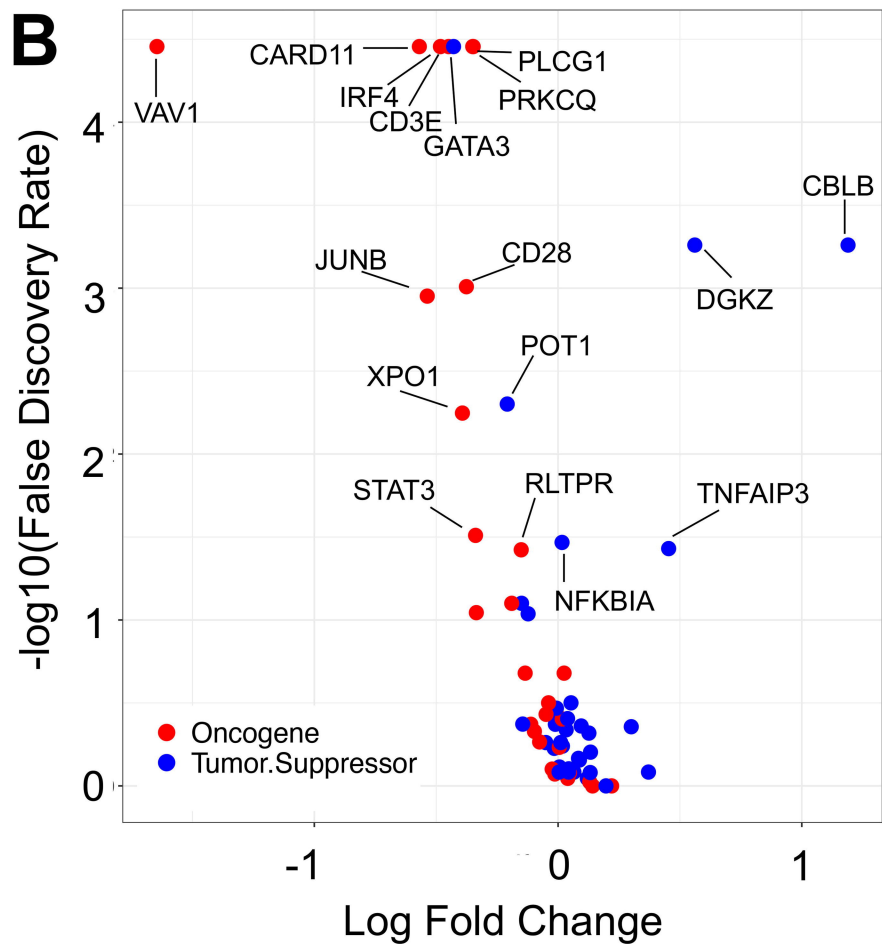 B
CARD11
PLCG1
IRF4
PRKCQ
VAV1
CD3E
GATA3
4
CBLB
JUNB
CD28
DGKZ
3
POT1
XPO1
2
STAT3
RLTPR
TNFAIP3
NFKBIA
1
Oncogene
Tumor.Suppressor
0
-1
0
1
Log Fold Change
-log10(False Discovery Rate)